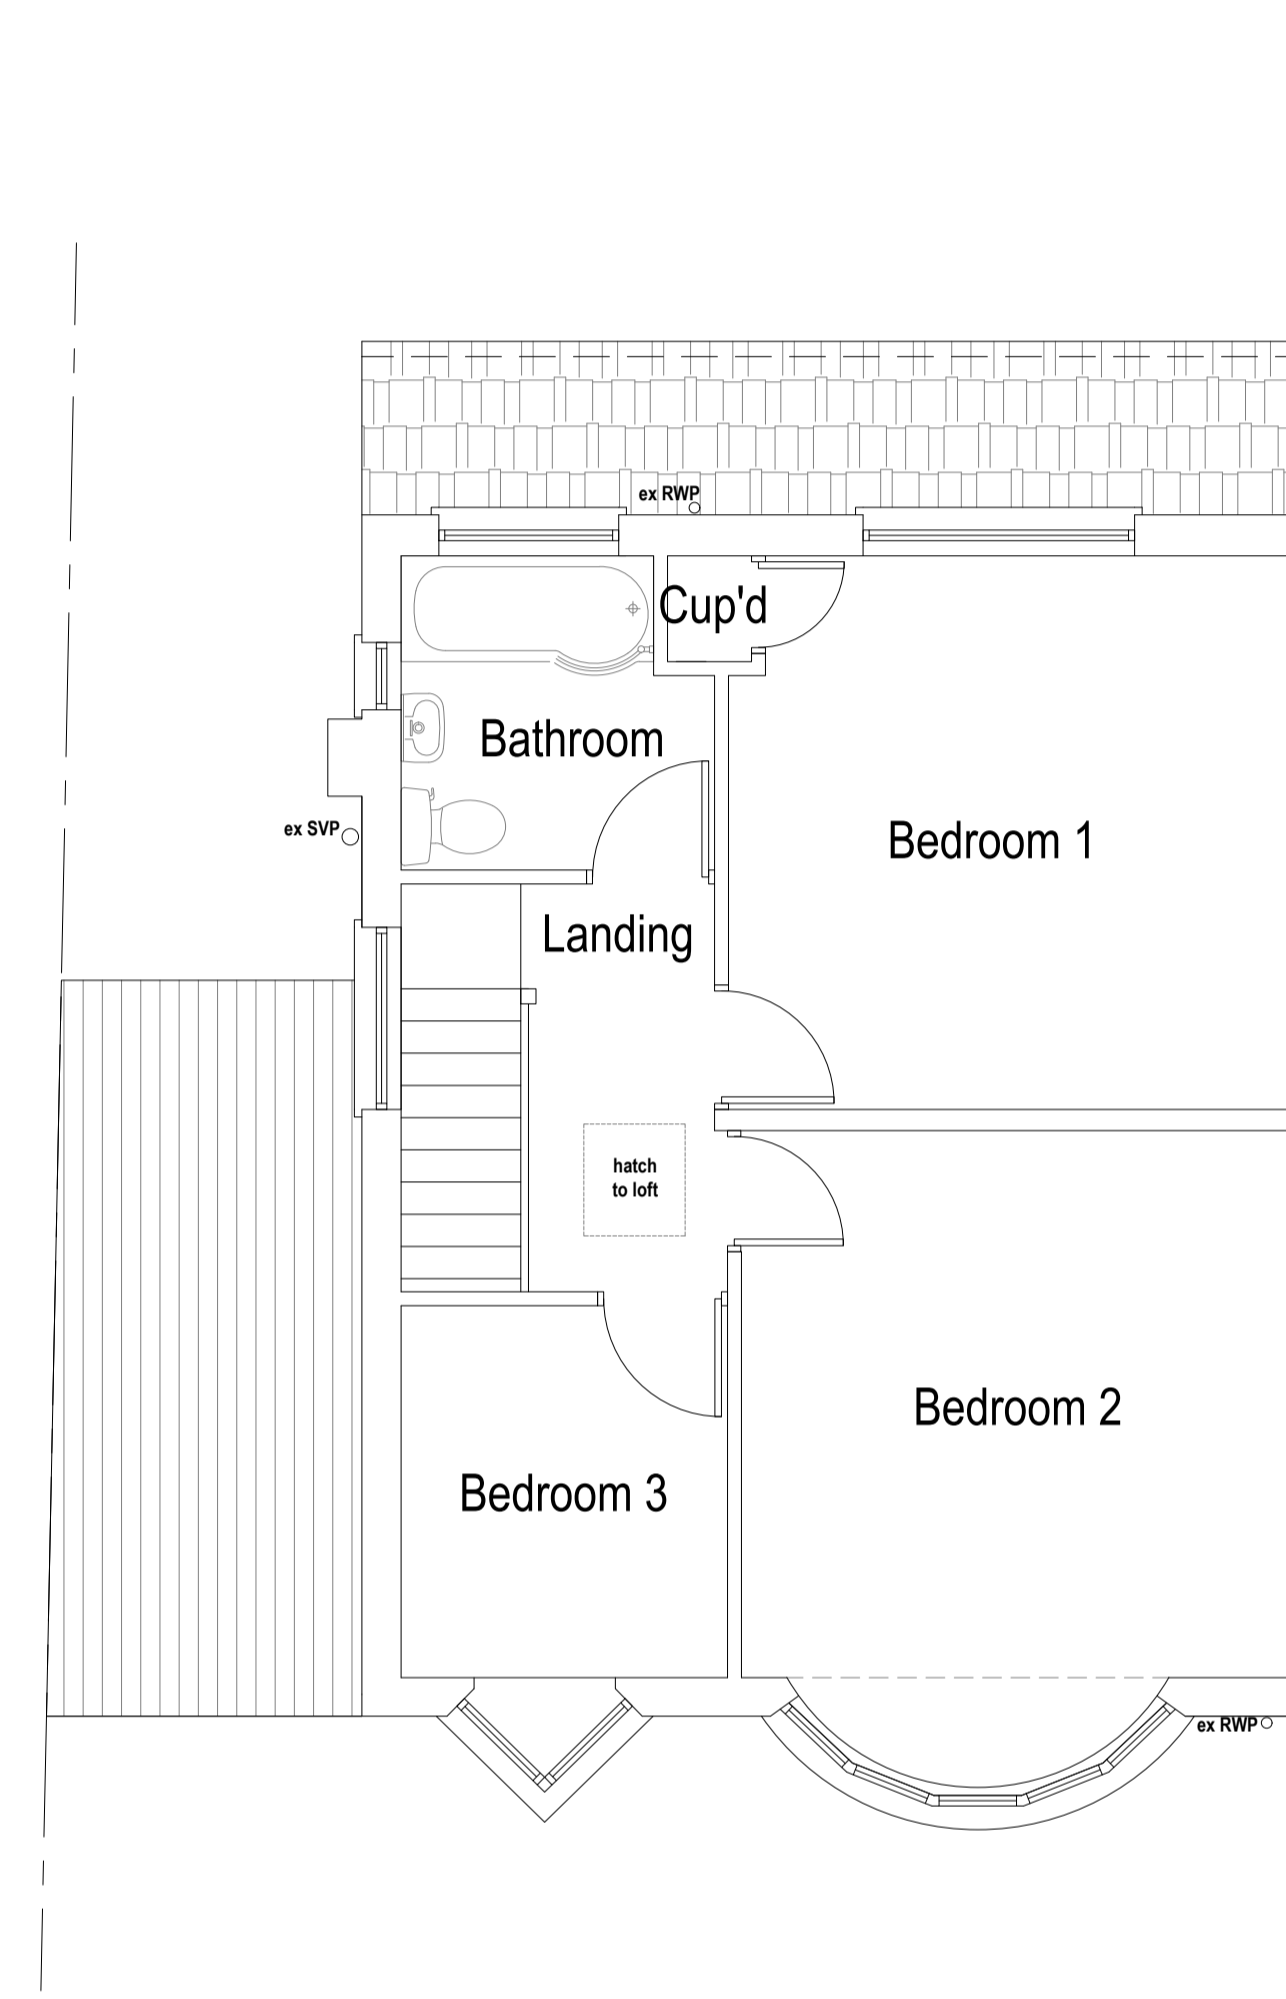 ex RWP
Cup'd
Bathroom
ex SVP
Bedroom 1
Landing
hatch
to loft
Bedroom 2
Bedroom 3
ex RWP